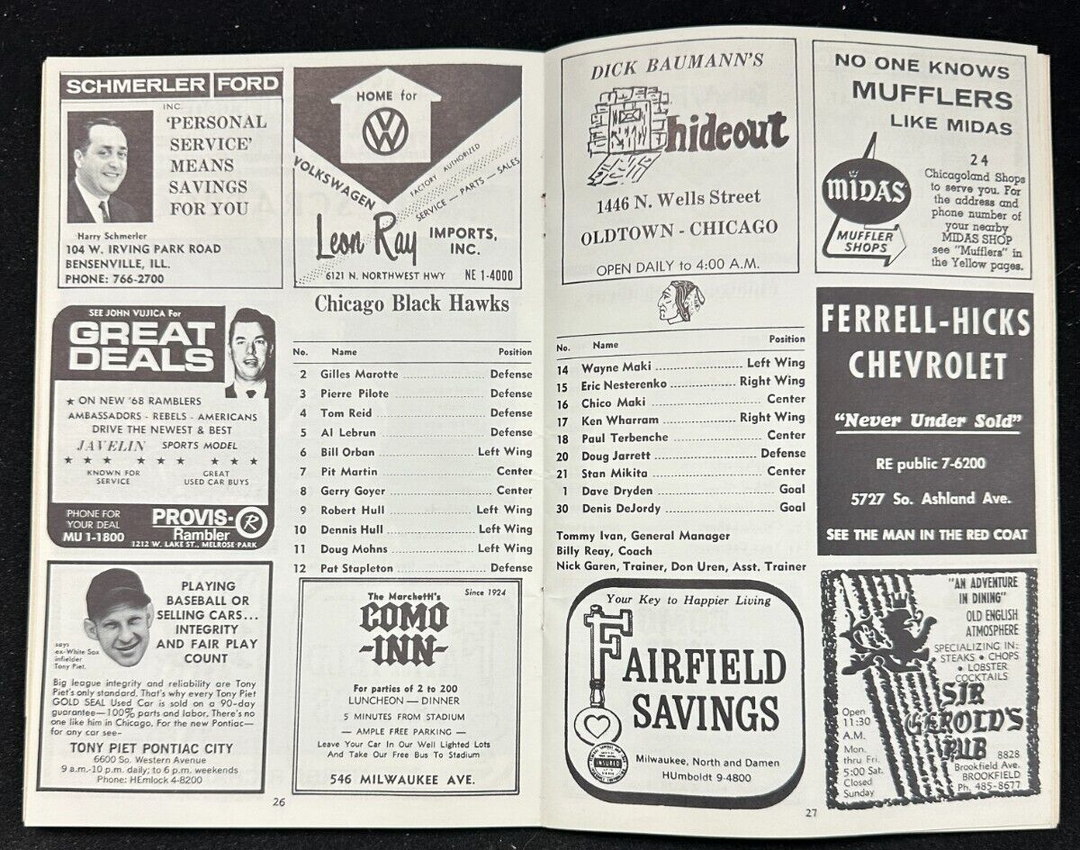 SCHMERLER FORD
INC.
'PERSONAL
SERVICE'
MEANS
SAVINGS
FOR YOU
Harry Schmerler
104 W. IRVING PARK ROAD
BENSENVILLE, ILL.
PHONE: 766-2700
SEE JOHN VUJICA For
GREAT
DEALS
★ ON NEW '68 RAMBLERS
AMBASSADORS - REBELS - AMERICANS
DRIVE THE NEWEST & BEST
JAVELIN SPORTS MODEL
★ ★ ★ ★ ★ ★ ★ ★ ★
KNOWN FOR
SERVICE
GREAT
USED CAR BUYS
PHONE FOR
YOUR DEAL
MU 1-1800
PROVIS-
R
Rambler
1212 W. LAKE ST., MELROSE PARK
PLAYING
BASEBALL OR
SELLING CARS...
INTEGRITY
AND FAIR PLAY
COUNT
says
ex-White Sox
infielder
Tony Piet.
Big league integrity and reliability are Tony
Piet's only standard. That's why every Tony Piet
GOLD SEAL Used Car is sold on a 90-day
guarantee—100% parts and labor. There's no
one like him in Chicago. For the new Pontiac—
for any car see-
TONY PIET PONTIAC CITY
6600 So. Western Avenue
9 a.m.-10 p.m. daily; to 6 p.m. weekends
Phone: HEmlock 4-8200
HOME for
VW
VOLKSWAGEN
FACTORY AUTHORIZED
SERVICE — PARTS — SALES
Leon Ray IMPORTS,
INC.
6121 N. NORTHWEST HWY NE 1-4000
Chicago Black Hawks
No. Name Position
2 Gilles Marotte Defense
3 Pierre Pilote Defense
4 Tom Reid Defense
5 Al Lebrun Defense
6 Bill Orban Left Wing
7 Pit Martin Center
8 Gerry Goyer Center
9 Robert Hull Left Wing
10 Dennis Hull Left Wing
11 Doug Mohns Left Wing
12 Pat Stapleton Defense
The Marchetti's Since 1924
COMO
-INN-
For parties of 2 to 200
LUNCHEON — DINNER
5 MINUTES FROM STADIUM
— AMPLE FREE PARKING —
Leave Your Car In Our Well Lighted Lots
And Take Our Free Bus To Stadium
546 MILWAUKEE AVE.
26
DICK BAUMANN'S
hideout
1446 N. Wells Street
OLDTOWN - CHICAGO
OPEN DAILY to 4:00 A.M.
No. Name Position
14 Wayne Maki Left Wing
15 Eric Nesterenko Right Wing
16 Chico Maki Center
17 Ken Wharram Right Wing
18 Paul Terbenche Center
20 Doug Jarrett Defense
21 Stan Mikita Center
1 Dave Dryden Goal
30 Denis DeJordy Goal
Tommy Ivan, General Manager
Billy Reay, Coach
Nick Garen, Trainer, Don Uren, Asst. Trainer
Your Key to Happier Living
FAIRFIELD
SAVINGS
INSURED
Milwaukee, North and Damen
HUmboldt 9-4800
NO ONE KNOWS
MUFFLERS
LIKE MIDAS
MIDAS
MUFFLER
SHOPS
24
Chicagoland Shops
to serve you. For
the address and
phone number of
your nearby
MIDAS SHOP
see "Mufflers" in
the Yellow pages.
FERRELL-HICKS
CHEVROLET
"Never Under Sold"
RE public 7-6200
5727 So. Ashland Ave.
SEE THE MAN IN THE RED COAT
"AN ADVENTURE
IN DINING"
OLD ENGLISH
ATMOSPHERE
SPECIALIZING IN:
STEAKS • CHOPS
• LOBSTER
COCKTAILS
SIR
GEROLD'S
PUB
Open
11:30
A.M.
Mon.
thru Fri.
5:00 Sat.
Closed
Sunday
8828
Brookfield Ave.
BROOKFIELD
Ph. 485-8677
27